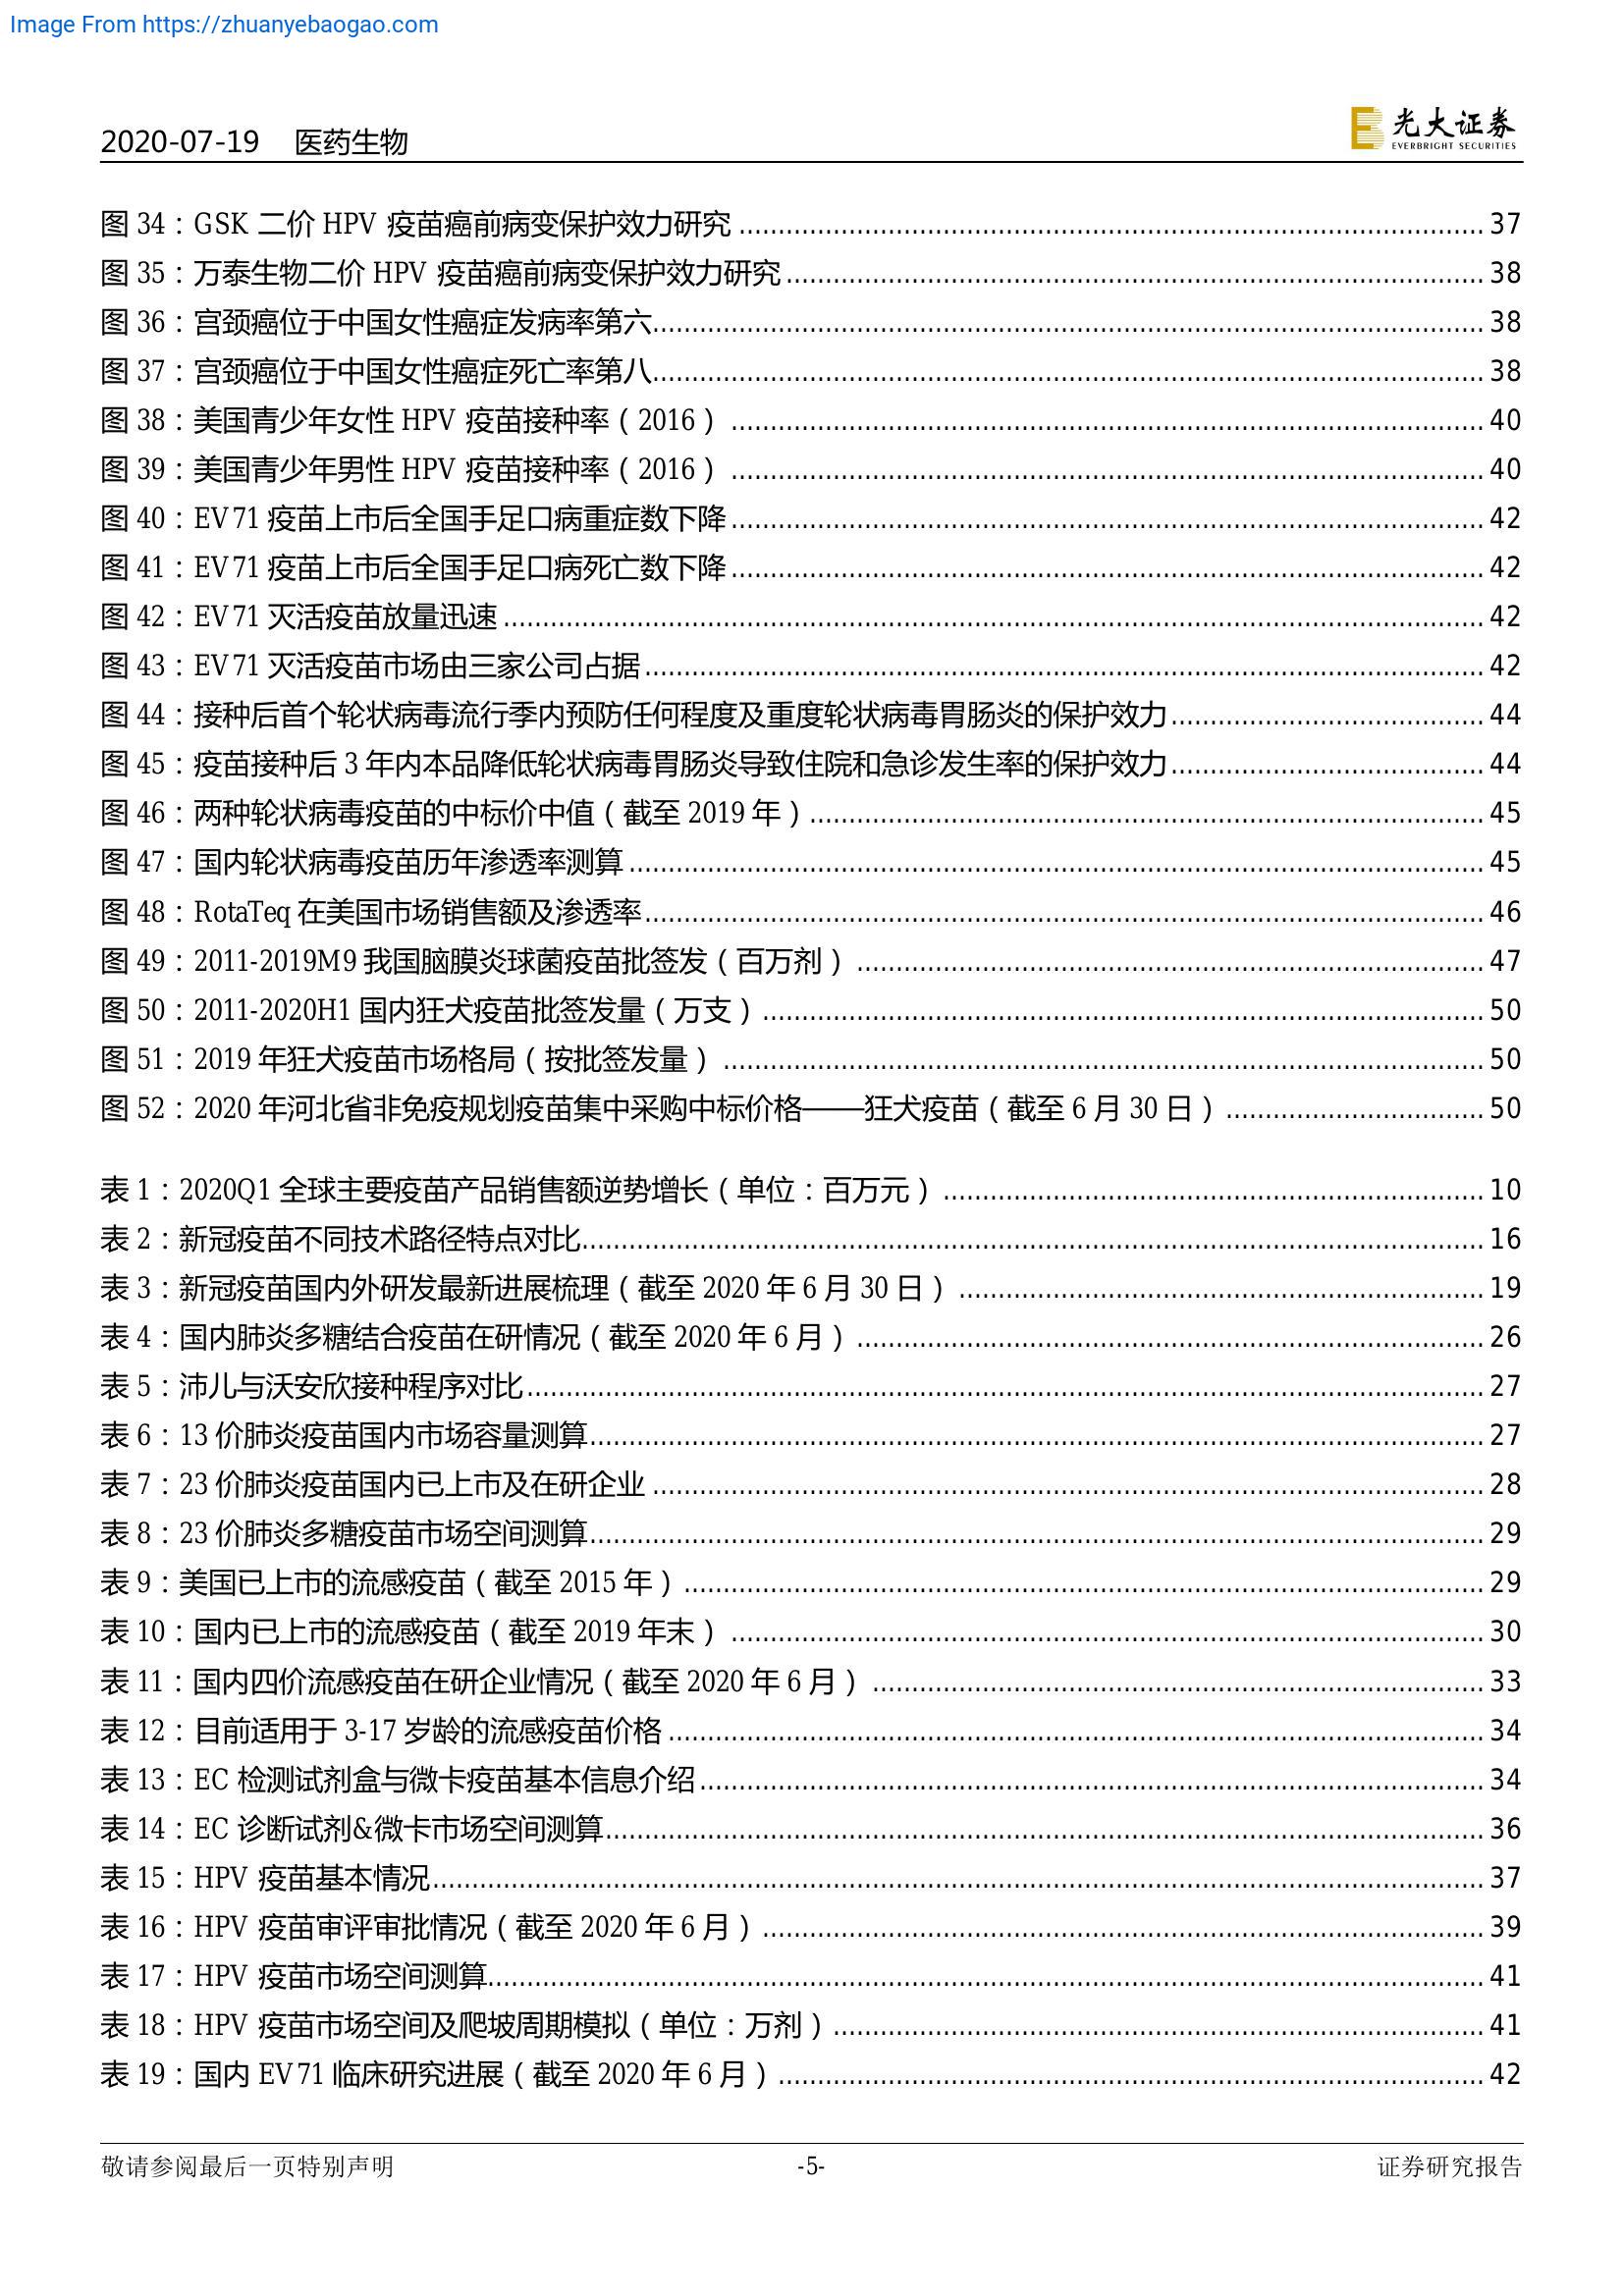 Image From https://zhuanyebaogao.com
2020-07-19 医药生物
光大证券
EVERBRIGHT SECURITIES
图 34：GSK 二价 HPV 疫苗癌前病变保护效力研究 ........ 37
图 35：万泰生物二价 HPV 疫苗癌前病变保护效力研究 ........ 38
图 36：宫颈癌位于中国女性癌症发病率第六 ........ 38
图 37：宫颈癌位于中国女性癌症死亡率第八 ........ 38
图 38：美国青少年女性 HPV 疫苗接种率（2016） ........ 40
图 39：美国青少年男性 HPV 疫苗接种率（2016） ........ 40
图 40：EV71 疫苗上市后全国手足口病重症数下降 ........ 42
图 41：EV71 疫苗上市后全国手足口病死亡数下降 ........ 42
图 42：EV71 灭活疫苗放量迅速 ........ 42
图 43：EV71 灭活疫苗市场由三家公司占据 ........ 42
图 44：接种后首个轮状病毒流行季内预防任何程度及重度轮状病毒胃肠炎的保护效力 ........ 44
图 45：疫苗接种后 3 年内本品降低轮状病毒胃肠炎导致住院和急诊发生率的保护效力 ........ 44
图 46：两种轮状病毒疫苗的中标价中值（截至 2019 年） ........ 45
图 47：国内轮状病毒疫苗历年渗透率测算 ........ 45
图 48：RotaTeq 在美国市场销售额及渗透率 ........ 46
图 49：2011-2019M9 我国脑膜炎球菌疫苗批签发（百万剂） ........ 47
图 50：2011-2020H1 国内狂犬疫苗批签发量（万支） ........ 50
图 51：2019 年狂犬疫苗市场格局（按批签发量） ........ 50
图 52：2020 年河北省非免疫规划疫苗集中采购中标价格——狂犬疫苗（截至 6 月 30 日） ........ 50
表 1：2020Q1 全球主要疫苗产品销售额逆势增长（单位：百万元） ........ 10
表 2：新冠疫苗不同技术路径特点对比 ........ 16
表 3：新冠疫苗国内外研发最新进展梳理（截至 2020 年 6 月 30 日） ........ 19
表 4：国内肺炎多糖结合疫苗在研情况（截至 2020 年 6 月） ........ 26
表 5：沛儿与沃安欣接种程序对比 ........ 27
表 6：13 价肺炎疫苗国内市场容量测算 ........ 27
表 7：23 价肺炎疫苗国内已上市及在研企业 ........ 28
表 8：23 价肺炎多糖疫苗市场空间测算 ........ 29
表 9：美国已上市的流感疫苗（截至 2015 年） ........ 29
表 10：国内已上市的流感疫苗（截至 2019 年末） ........ 30
表 11：国内四价流感疫苗在研企业情况（截至 2020 年 6 月） ........ 33
表 12：目前适用于 3-17 岁龄的流感疫苗价格 ........ 34
表 13：EC 检测试剂盒与微卡疫苗基本信息介绍 ........ 34
表 14：EC 诊断试剂&微卡市场空间测算 ........ 36
表 15：HPV 疫苗基本情况 ........ 37
表 16：HPV 疫苗审评审批情况（截至 2020 年 6 月） ........ 39
表 17：HPV 疫苗市场空间测算 ........ 41
表 18：HPV 疫苗市场空间及爬坡周期模拟（单位：万剂） ........ 41
表 19：国内 EV71 临床研究进展（截至 2020 年 6 月） ........ 42
敬请参阅最后一页特别声明 -5- 证券研究报告